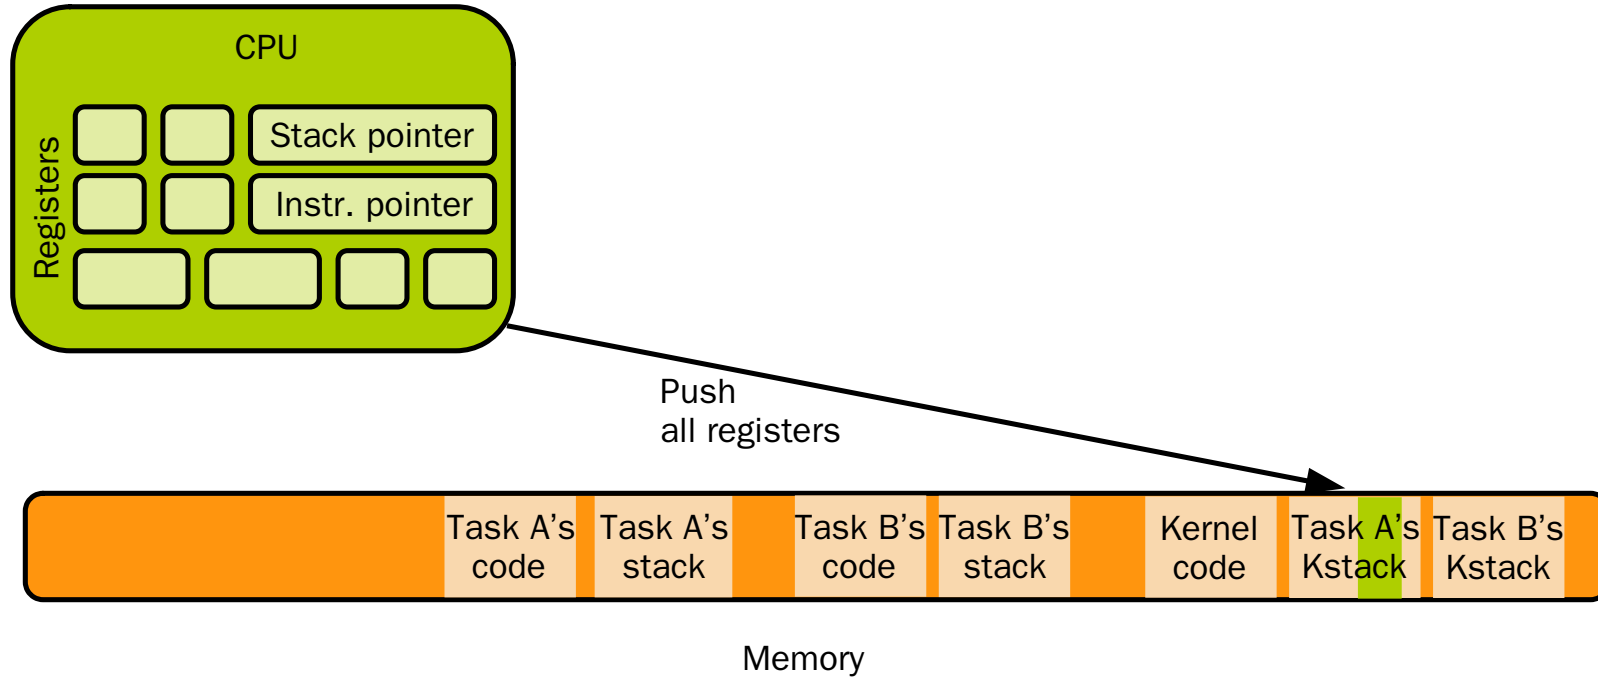 CPU
Registers
Stack pointer
Instr. pointer
Push
all registers
Task A’s
code
Task A’s
stack
Task B’s
code
Task B’s
stack
Kernel
code
Task A’s
Kstack
Task B’s
Kstack
Memory